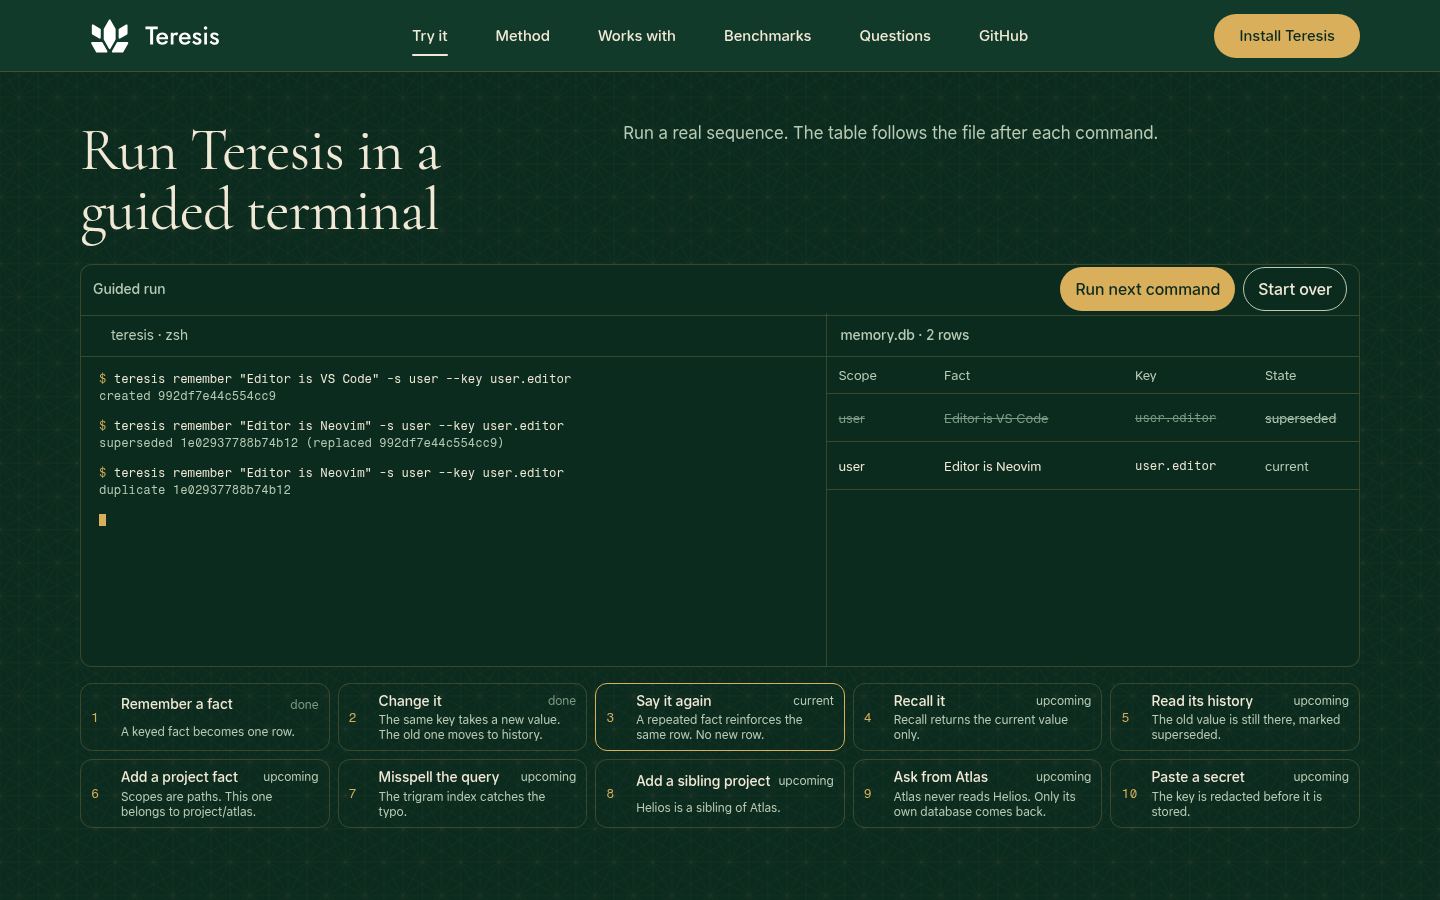 Teresis
Try it
Method
Works with
Benchmarks
Questions
GitHub
Install Teresis
Run Teresis in a
guided terminal
Run a real sequence. The table follows the file after each command.
Guided run
Run next command
Start over
teresis · zsh
$ teresis remember "Editor is VS Code" -s user --key user.editor
created 992df7e44c554cc9
$ teresis remember "Editor is Neovim" -s user --key user.editor
superseded 1e02937788b74b12 (replaced 992df7e44c554cc9)
$ teresis remember "Editor is Neovim" -s user --key user.editor
duplicate 1e02937788b74b12
memory.db · 2 rows
Scope Fact Key State
user Editor is VS Code user.editor superseded
user Editor is Neovim user.editor current
1 Remember a fact done
A keyed fact becomes one row.
2 Change it done
The same key takes a new value.
The old one moves to history.
3 Say it again current
A repeated fact reinforces the
same row. No new row.
4 Recall it upcoming
Recall returns the current value
only.
5 Read its history upcoming
The old value is still there, marked
superseded.
6 Add a project fact upcoming
Scopes are paths. This one
belongs to project/atlas.
7 Misspell the query upcoming
The trigram index catches the
typo.
8 Add a sibling project upcoming
Helios is a sibling of Atlas.
9 Ask from Atlas upcoming
Atlas never reads Helios. Only its
own database comes back.
10 Paste a secret upcoming
The key is redacted before it is
stored.